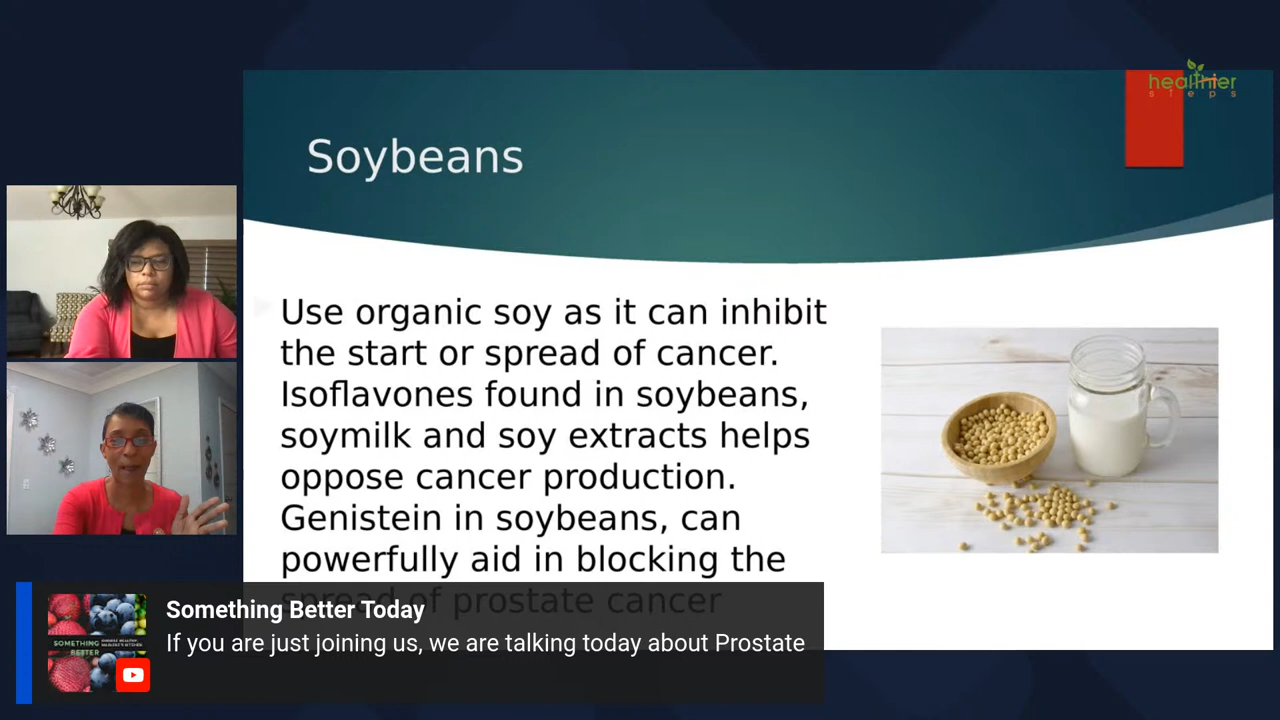 healthier
steps
Soybeans
Use organic soy as it can inhibit
the start or spread of cancer.
Isoflavones found in soybeans,
soymilk and soy extracts helps
oppose cancer production.
Genistein in soybeans, can
powerfully aid in blocking the
spread of prostate cancer
Something Better Today
If you are just joining us, we are talking today about Prostate
SOMETHING
BETTER